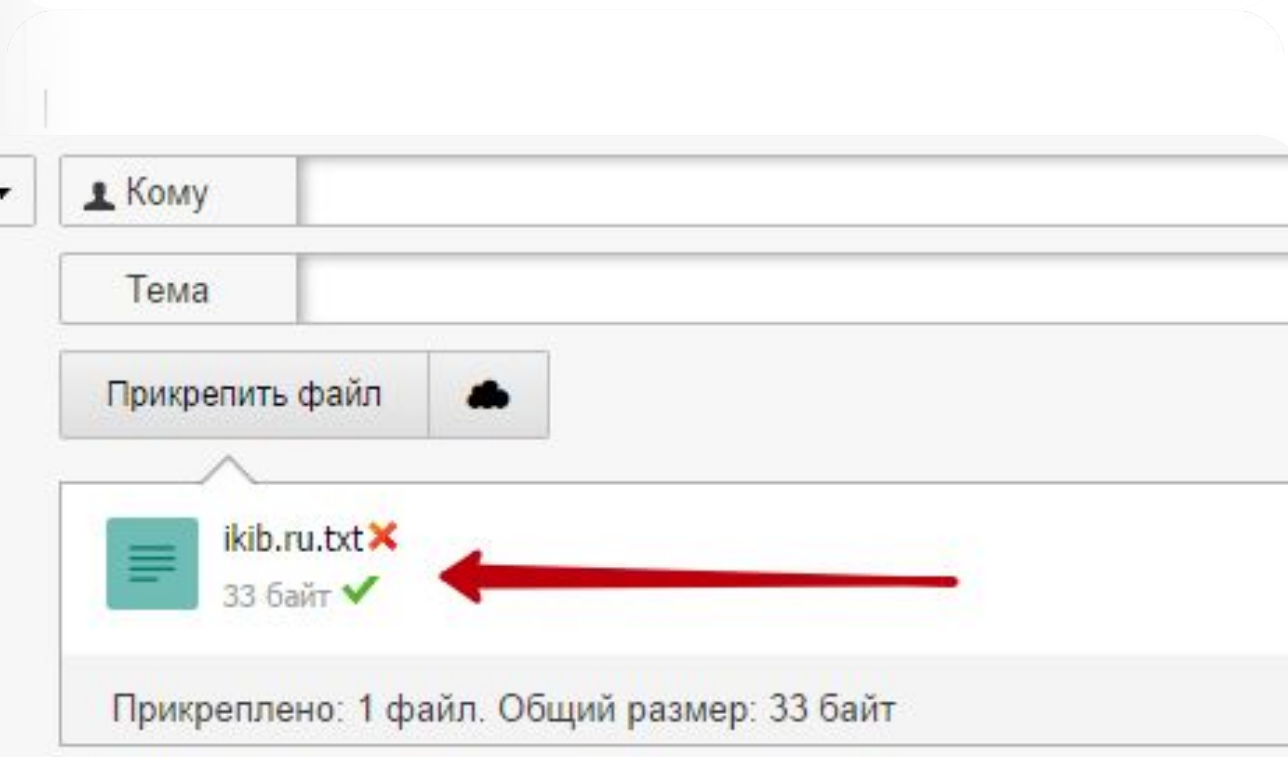 Кому
Тема
Прикрепить файл
ikib.ru.txt
33 байт
Прикреплено: 1 файл. Общий размер: 33 байт